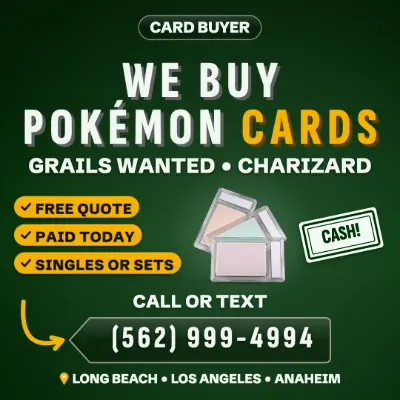 CARD BUYER
WE BUY
POKÉMON CARDS
GRAILS WANTED • CHARIZARD
FREE QUOTE
PAID TODAY
SINGLES OR SETS
CASH!
CALL OR TEXT
(562) 999-4994
LONG BEACH • LOS ANGELES • ANAHEIM